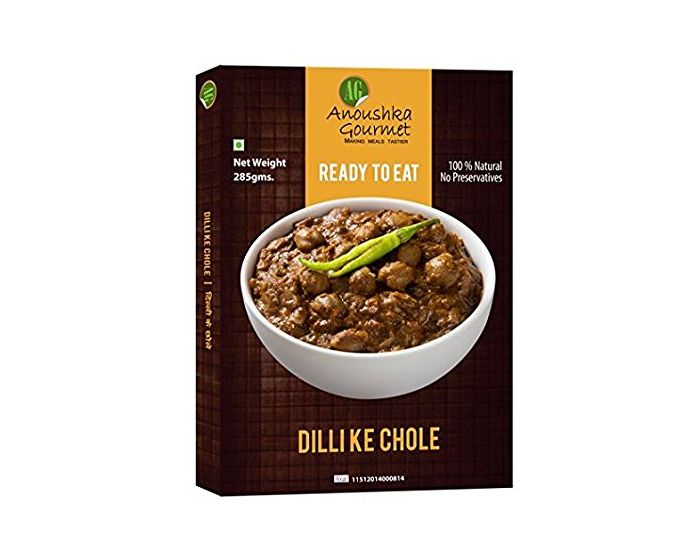 AG
Anoushka
Gourmet
MAKING MEALS TASTIER
READY TO EAT
Net Weight
285gms.
100 % Natural
No Preservatives
DILLI KE CHOLE
11512014000814
DILLI KE CHOLE | दिल्ली के छोले